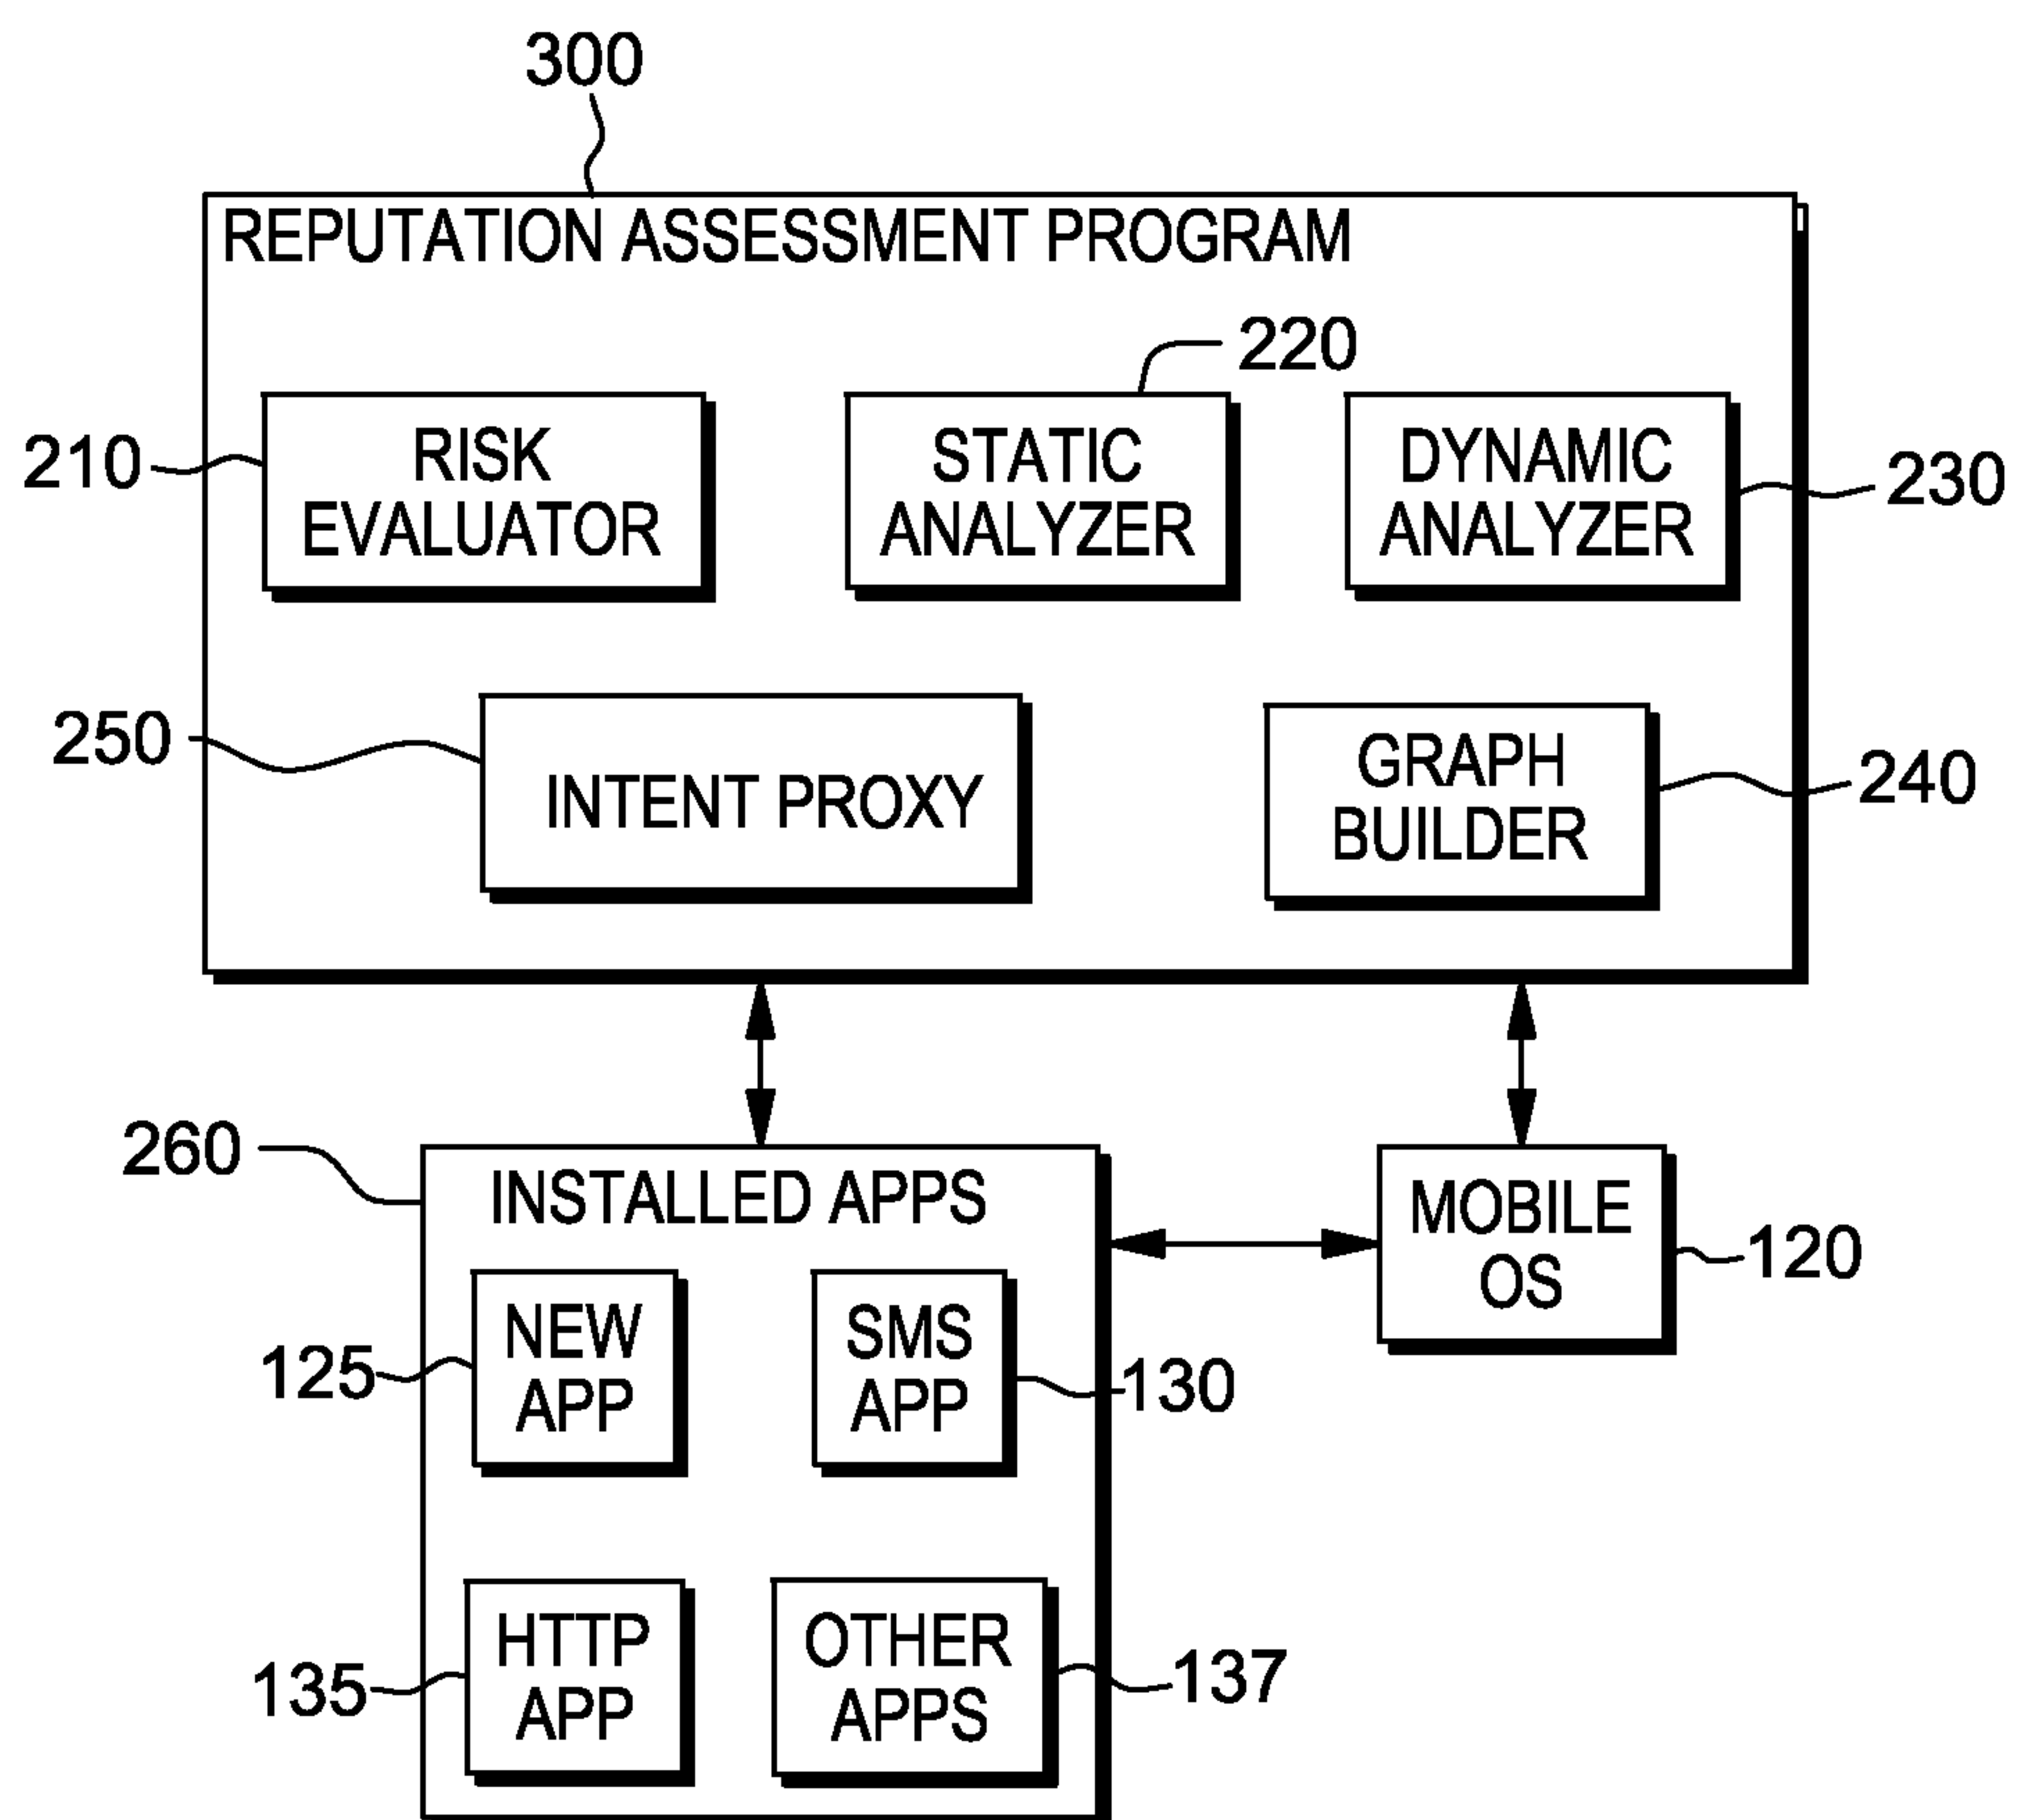 300
REPUTATION ASSESSMENT PROGRAM
220
210
RISK
EVALUATOR
STATIC
ANALYZER
DYNAMIC
ANALYZER
230
250
INTENT PROXY
GRAPH
BUILDER
240
260
INSTALLED APPS
MOBILE
OS
120
125
NEW
APP
SMS
APP
130
135
HTTP
APP
OTHER
APPS
137